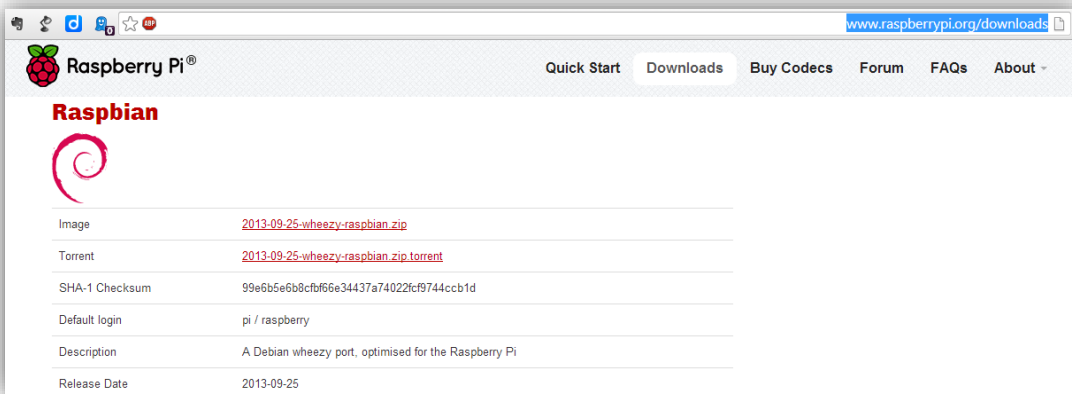 0
ABP
www.raspberrypi.org/downloads
Raspberry Pi®
Quick Start Downloads Buy Codecs Forum FAQs About
Raspbian
Image 2013-09-25-wheezy-raspbian.zip
Torrent 2013-09-25-wheezy-raspbian.zip.torrent
SHA-1 Checksum 99e6b5e6b8cfbf66e34437a74022fcf9744ccb1d
Default login pi / raspberry
Description A Debian wheezy port, optimised for the Raspberry Pi
Release Date 2013-09-25